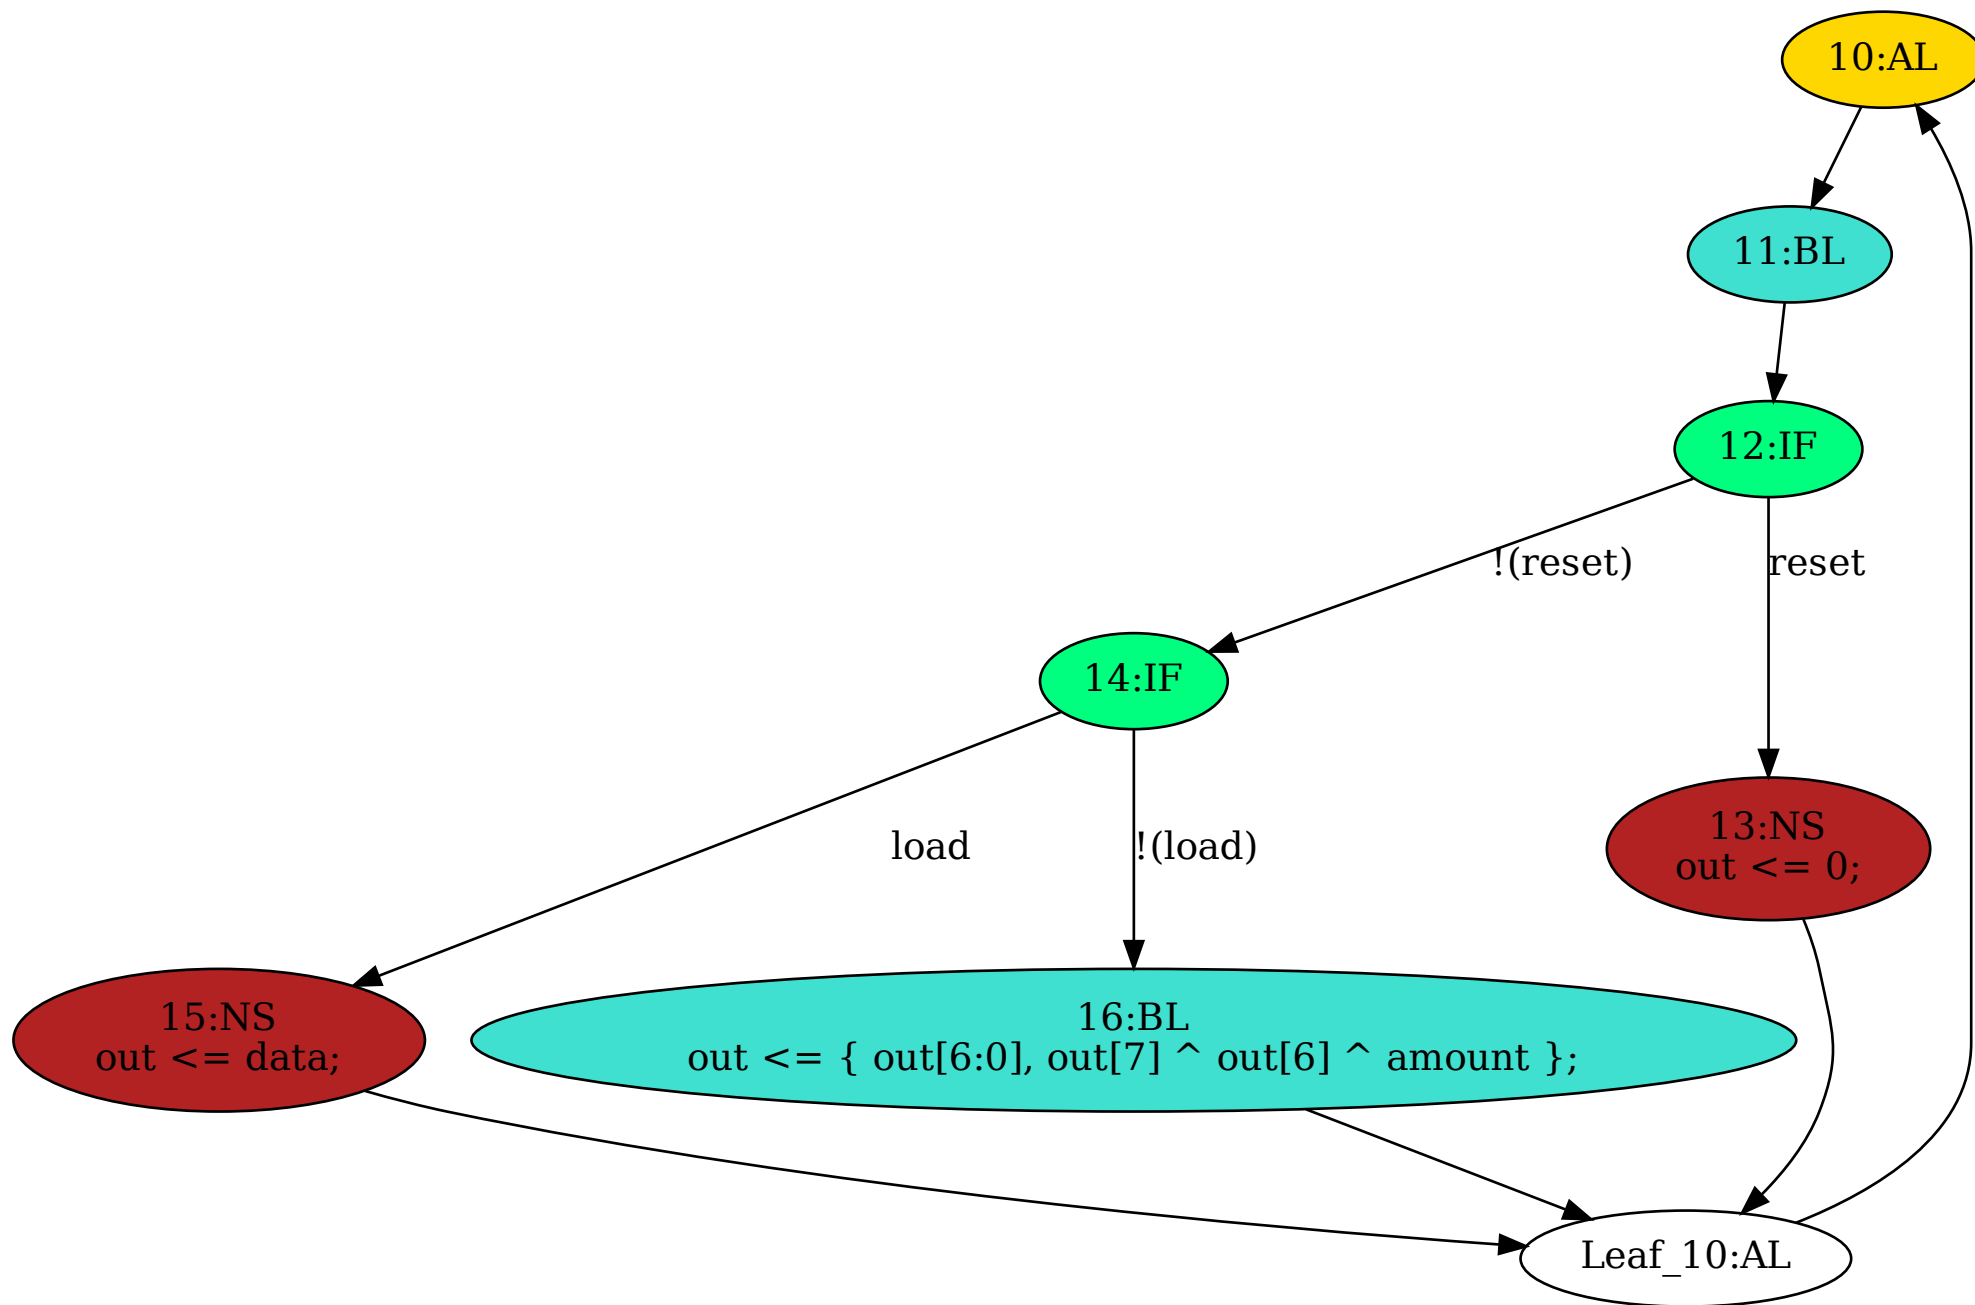 10:AL
11:BL
12:IF
!(reset)
reset
14:IF
load
!(load)
13:NS
out <= 0;
15:NS
out <= data;
16:BL
out <= { out[6:0], out[7] ^ out[6] ^ amount };
Leaf_10:AL